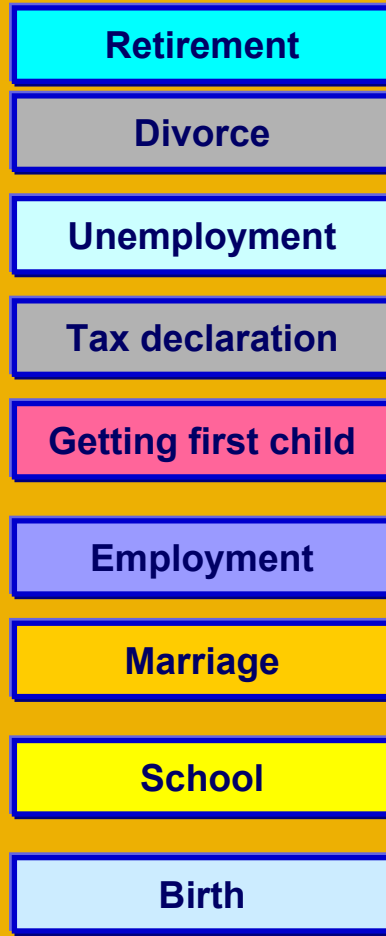 Retirement
Divorce
Unemployment
Tax declaration
Getting first child
Employment
Marriage
School
Birth